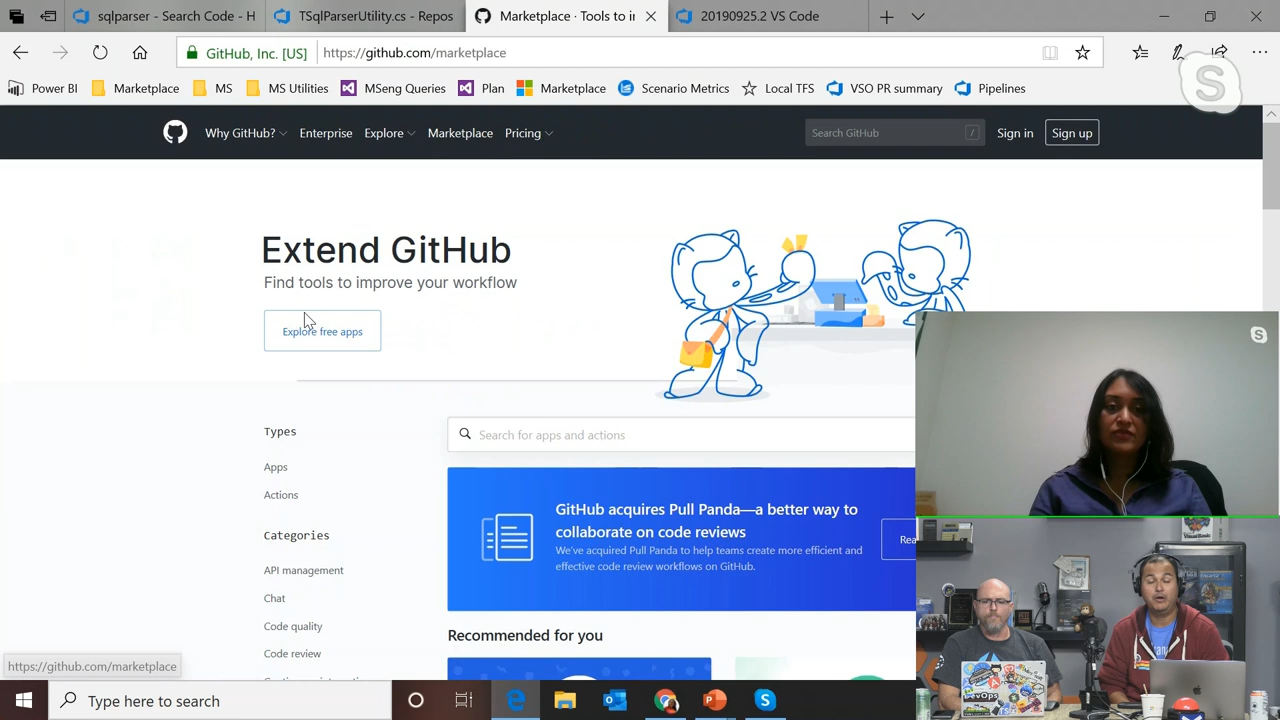 sqlparser - Search Code - H
TSqlParserUtility.cs - Repos
Marketplace · Tools to i
20190925.2 VS Code
GitHub, Inc. [US]
https://github.com/marketplace
Power BI
Marketplace
MS
MS Utilities
MSeng Queries
Plan
Marketplace
Scenario Metrics
Local TFS
VSO PR summary
Pipelines
Why GitHub?
Enterprise
Explore
Marketplace
Pricing
Search GitHub
/
Sign in
Sign up
Extend GitHub
Find tools to improve your workflow
Explore free apps
Types
Apps
Actions
Search for apps and actions
GitHub acquires Pull Panda—a better way to
collaborate on code reviews
We've acquired Pull Panda to help teams create more efficient and
effective code review workflows on GitHub.
Rea
Categories
API management
Chat
Code quality
Code review
Recommended for you
https://github.com/marketplace
Type here to search